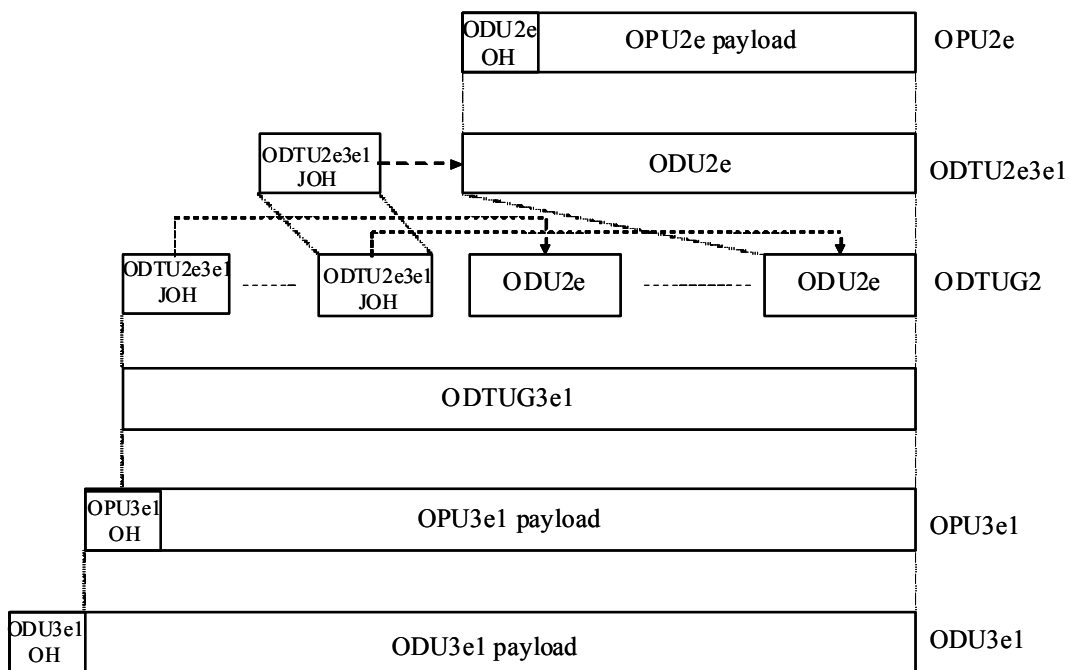 ODU2e
OH
OPU2e payload
OPU2e
ODTU2e3e1
JOH
ODU2e
ODTU2e3e1
ODTU2e3e1
JOH
ODTU2e3e1
JOH
ODU2e
ODU2e
ODTUG2
ODTUG3e1
OPU3e1
OH
OPU3e1 payload
OPU3e1
ODU3e1
OH
ODU3e1 payload
ODU3e1